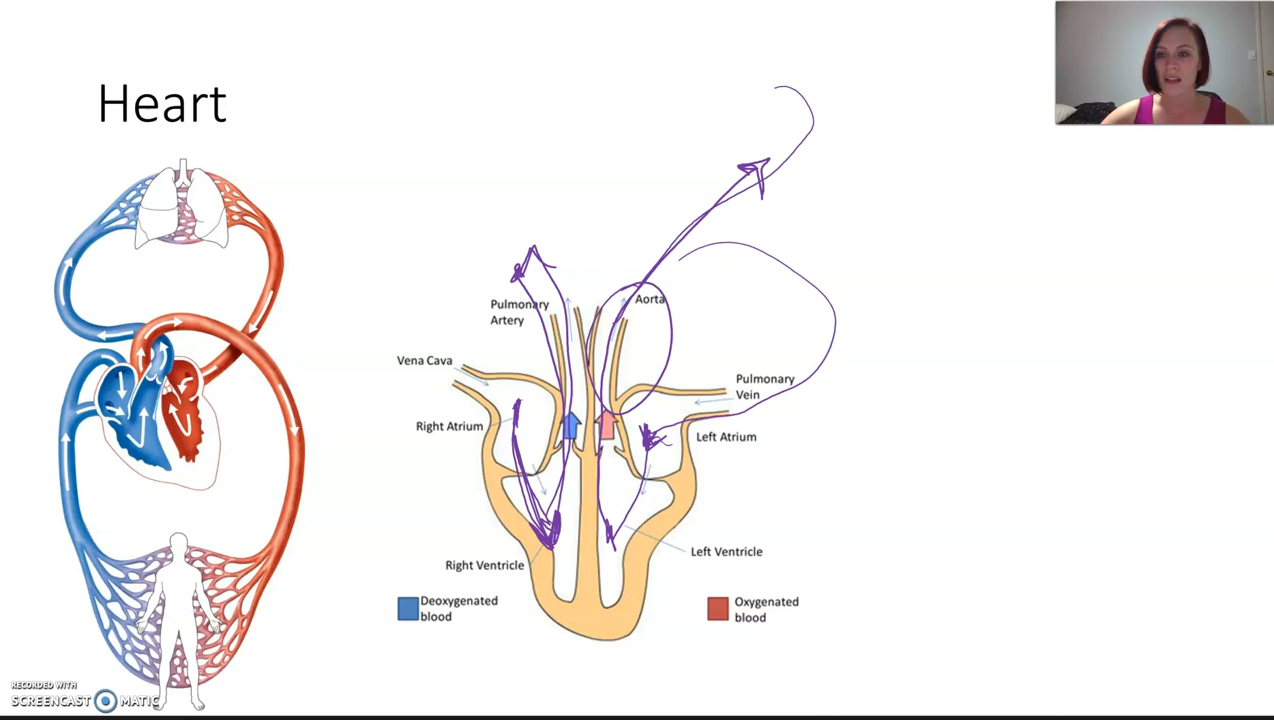 Heart
Pulmonary
Artery
Aorta
Vena Cava
Pulmonary
Vein
Right Atrium
Left Atrium
Left Ventricle
Right Ventricle
Deoxygenated
blood
Oxygenated
blood
RECORDED WITH
SCREENCAST MATIC